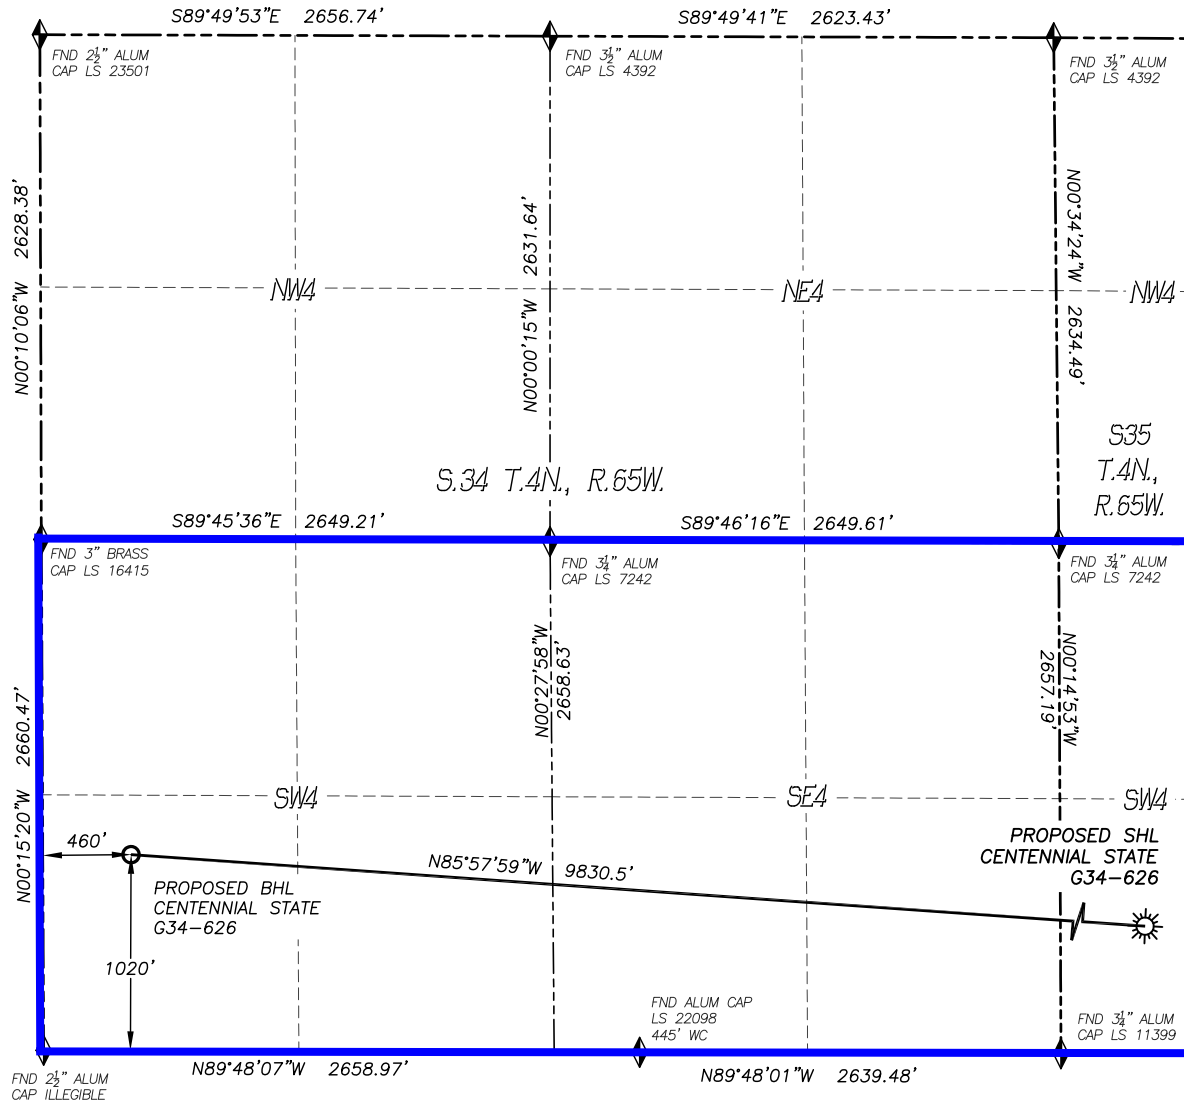 S89°49'53"E 2656.74'
S89°49'41"E 2623.43'
FND 2½" ALUM
CAP LS 23501
FND 3½" ALUM
CAP LS 4392
FND 3½" ALUM
CAP LS 4392
N00°10'06"W 2628.38'
N00°00'15"W 2631.64'
N00°34'24"W 2634.49'
NW4
NE4
NW4
S.34 T.4N., R.65W.
S35
T.4N.,
R.65W.
S89°45'36"E 2649.21'
S89°46'16"E 2649.61'
FND 3" BRASS
CAP LS 16415
FND 3¼" ALUM
CAP LS 7242
FND 3¼" ALUM
CAP LS 7242
N00°15'20"W 2660.47'
N00°27'58"W
2658.63'
N00°14'53"W
2657.19'
SW4
SE4
SW4
460'
N85°57'59"W 9830.5'
PROPOSED SHL
CENTENNIAL STATE
G34-626
PROPOSED BHL
CENTENNIAL STATE
G34-626
1020'
FND ALUM CAP
LS 22098
445' WC
FND 3¼" ALUM
CAP LS 11399
N89°48'07"W 2658.97'
N89°48'01"W 2639.48'
FND 2½" ALUM
CAP ILLEGIBLE